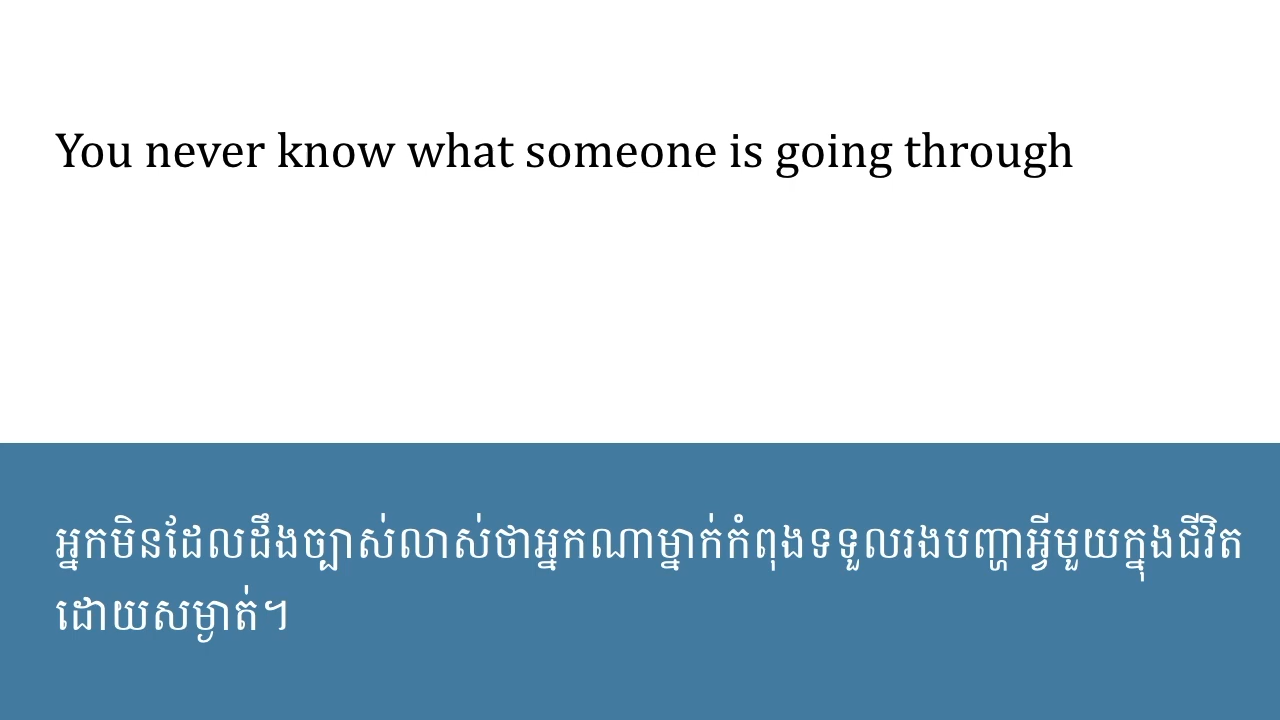 You never know what someone is going through
អ្នកមិនដែលដឹងច្បាស់លាស់ថាអ្នកណាម្នាក់កំពុងទទួលរងបញ្ហាអ្វីមួយក្នុងជីវិត
ដោយសម្ងាត់។